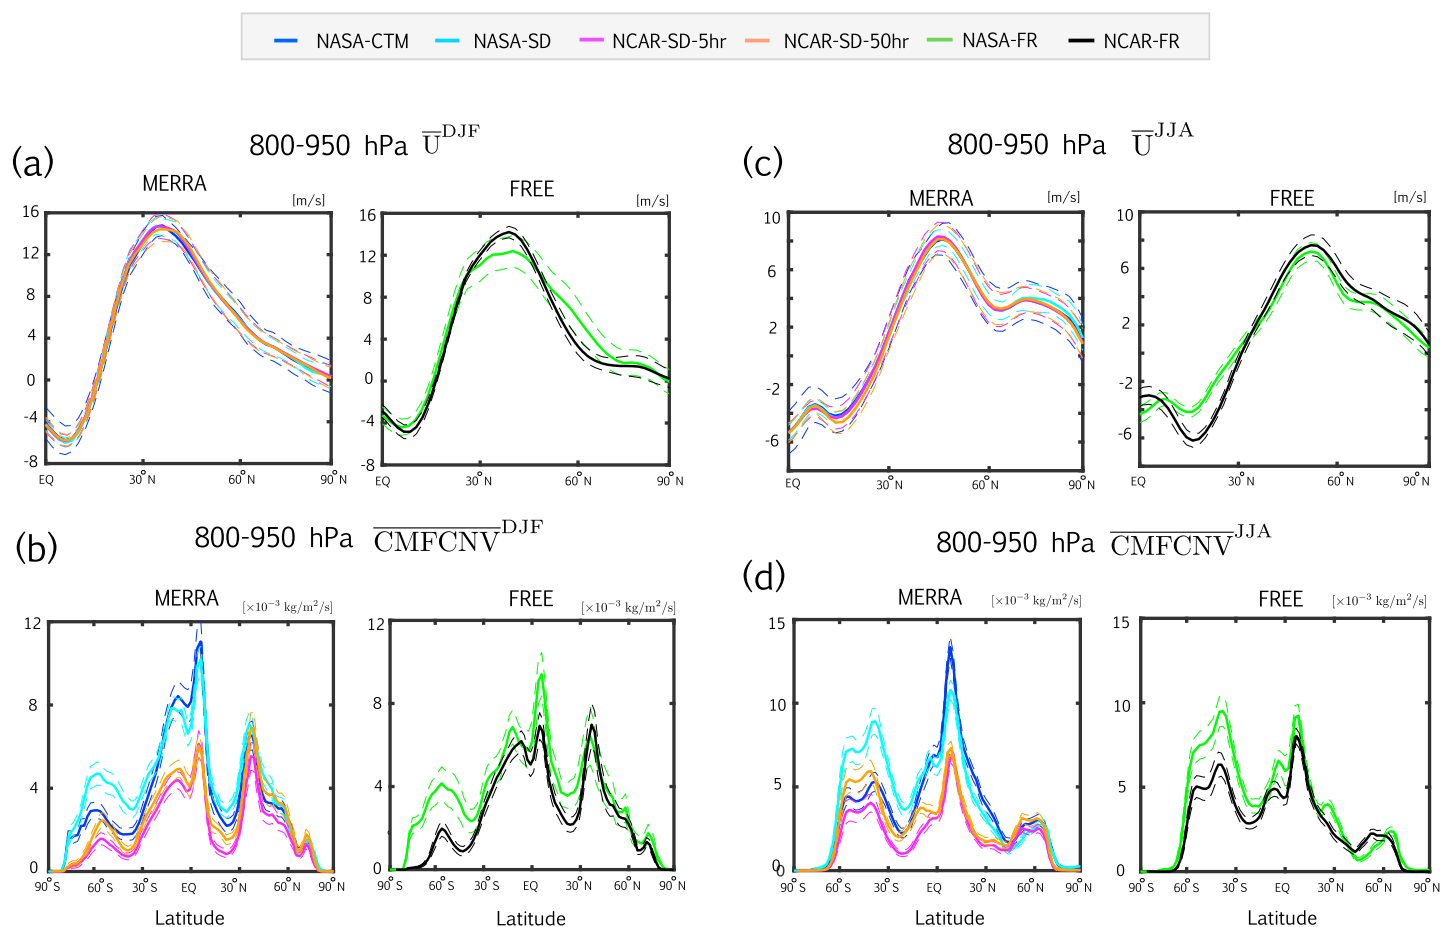 NASA-CTM NASA-SD NCAR-SD-5hr NCAR-SD-50hr NASA-FR NCAR-FR
(a) 800-950 hPa U̅^DJF
MERRA [m/s]
16
12
8
4
0
-4
-8
EQ 30°N 60°N 90°N
FREE [m/s]
16
12
8
4
0
-4
-8
EQ 30°N 60°N 90°N
(c) 800-950 hPa U̅^JJA
MERRA [m/s]
10
6
2
-2
-6
EQ 30°N 60°N 90°N
FREE [m/s]
10
6
2
-2
-6
EQ 30°N 60°N 90°N
(b) 800-950 hPa CMFCNV^DJF
MERRA [×10⁻³ kg/m²/s]
12
8
4
0
90°S 60°S 30°S EQ 30°N 60°N 90°N
Latitude
FREE [×10⁻³ kg/m²/s]
12
8
4
0
90°S 60°S 30°S EQ 30°N 60°N 90°N
Latitude
(d) 800-950 hPa CMFCNV^JJA
MERRA [×10⁻³ kg/m²/s]
15
10
5
0
90°S 60°S 30°S EQ 30°N 60°N 90°N
Latitude
FREE [×10⁻³ kg/m²/s]
15
10
5
0
90°S 60°S 30°S EQ 30°N 60°N 90°N
Latitude